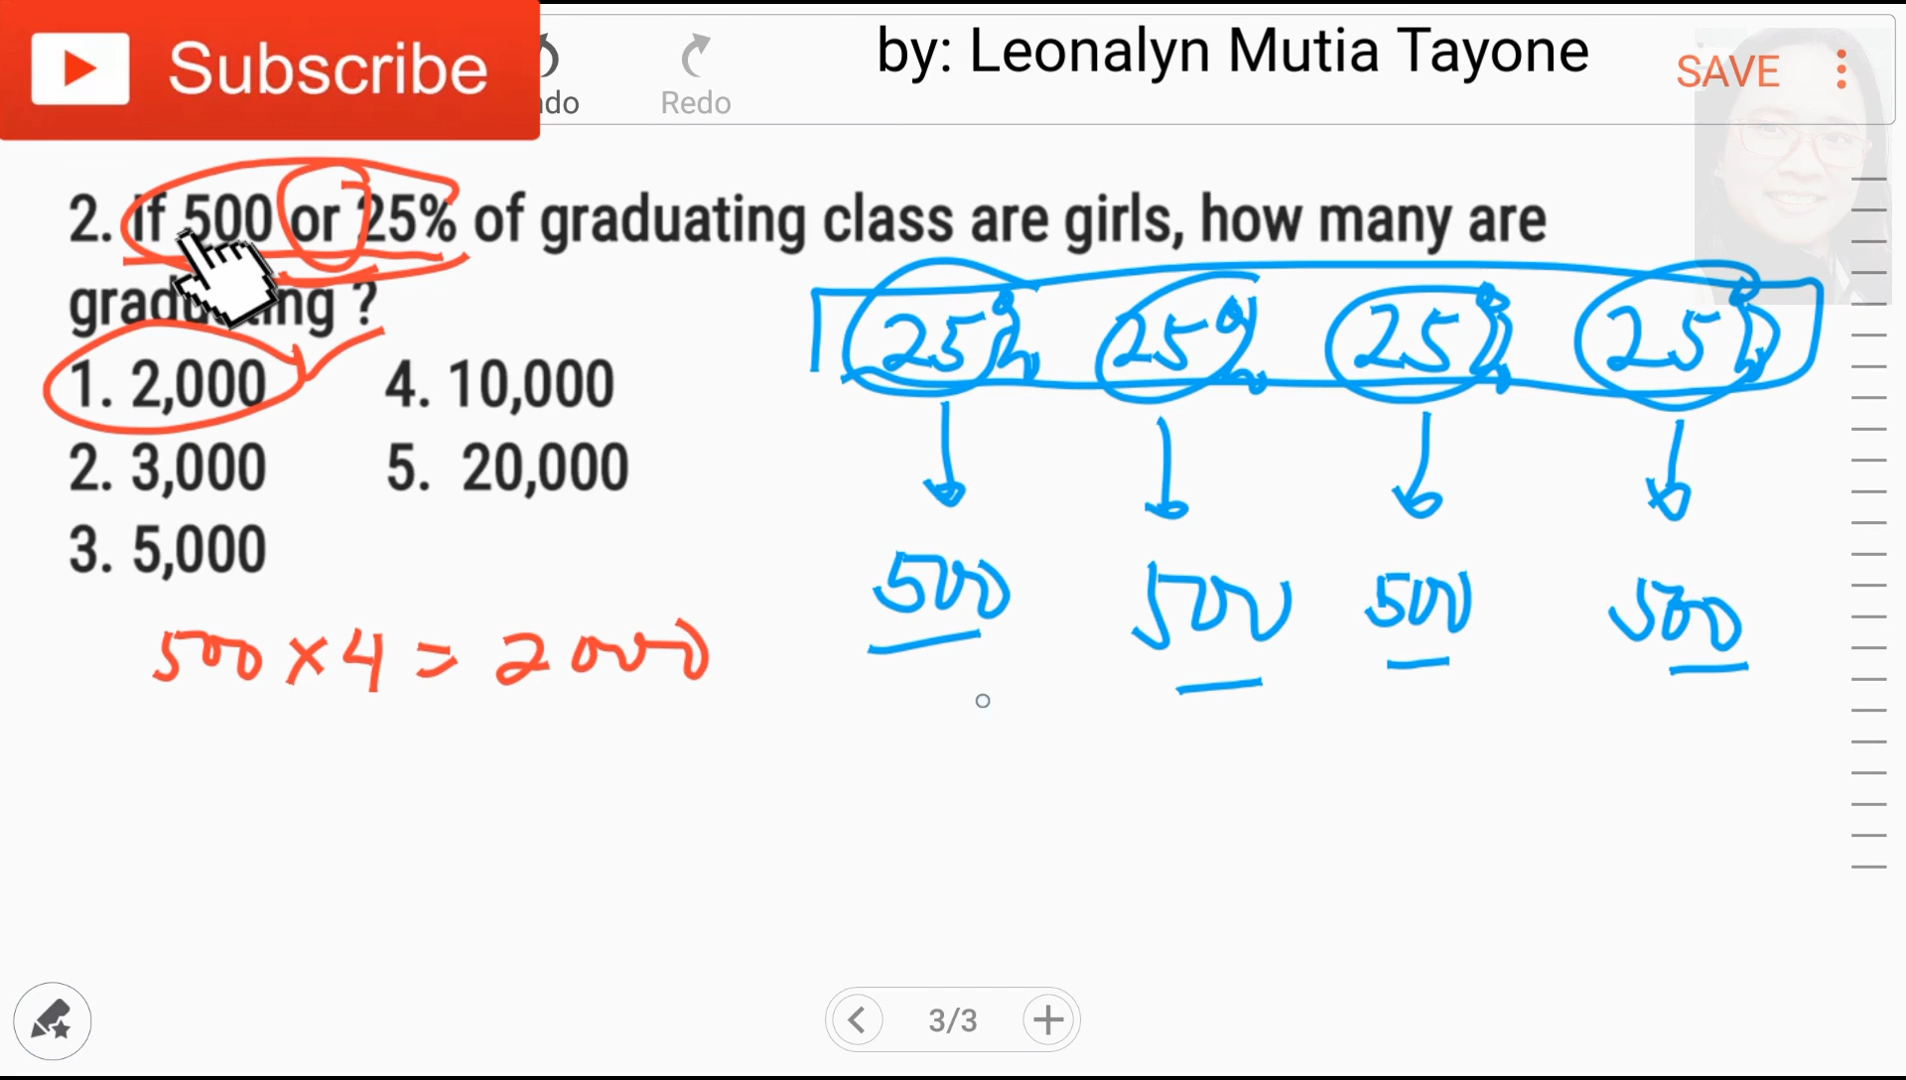 Subscribe
Redo
by: Leonalyn Mutia Tayone
SAVE
2. If 500 or 25% of graduating class are girls, how many are
graduating ?
1. 2,000
4. 10,000
2. 3,000
5. 20,000
3. 5,000
25% 25% 25% 25%
500 500 500 500
500 × 4 = 2000
3/3